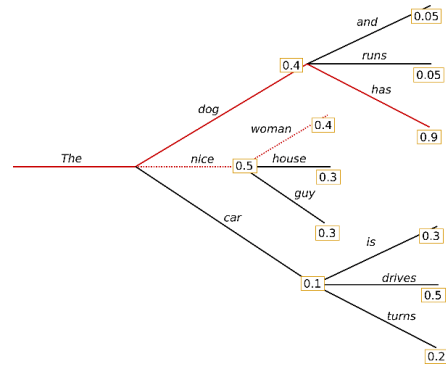 and
0.05
runs
0.4
0.05
has
dog
0.9
woman
0.4
The
nice
0.5
house
0.3
guy
car
0.3
is
0.3
0.1
drives
0.5
turns
0.2